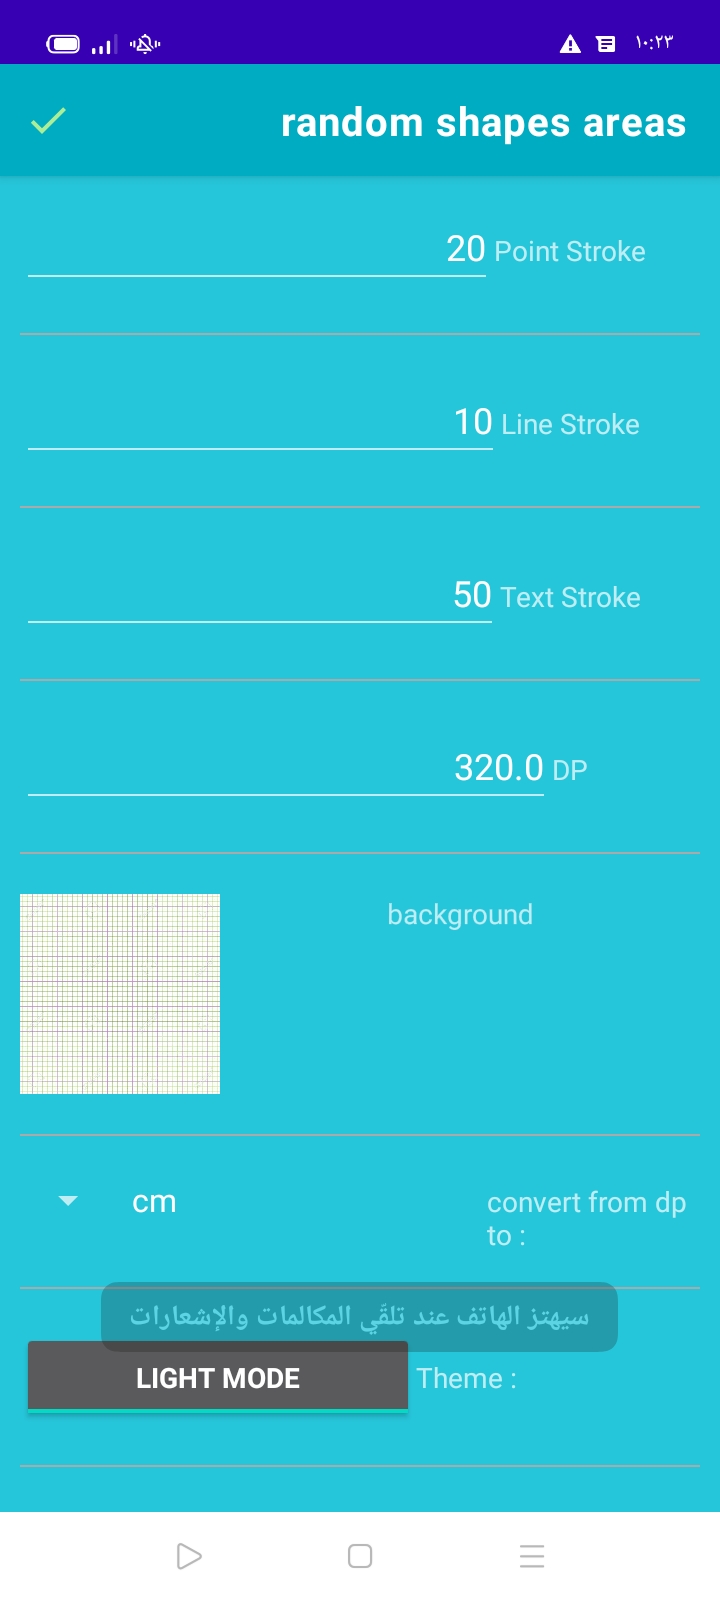 ١٠:٢٣
random shapes areas
20 Point Stroke
10 Line Stroke
50 Text Stroke
320.0 DP
background
cm
convert from dp
to :
سيهتز الهاتف عند تلقَّي المكالمات والإشعارات
LIGHT MODE
Theme :